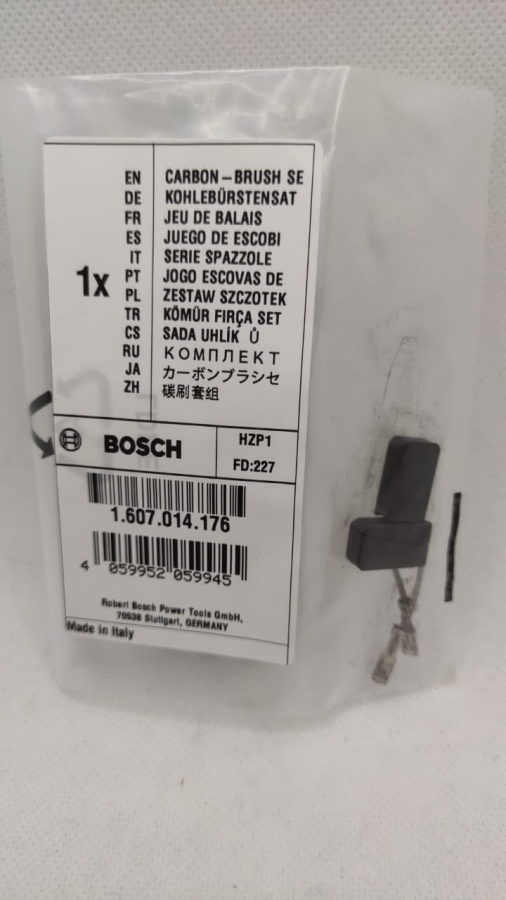 1x
EN CARBON – BRUSH SE
DE KOHLEBÜRSTENSAT
FR JEU DE BALAIS
ES JUEGO DE ESCOBI
IT SERIE SPAZZOLE
PT JOGO ESCOVAS DE
PL ZESTAW SZCZOTEK
TR KÖMÜR FIRÇA SET
CS SADA UHLÍK Ů
RU КОМПЛЕКТ
JA カーボンブラシセ
ZH 碳刷套组
BOSCH
HZP1
FD:227
1.607.014.176
4 059952 059945
Robert Bosch Power Tools GmbH,
70538 Stuttgart, GERMANY
Made in Italy